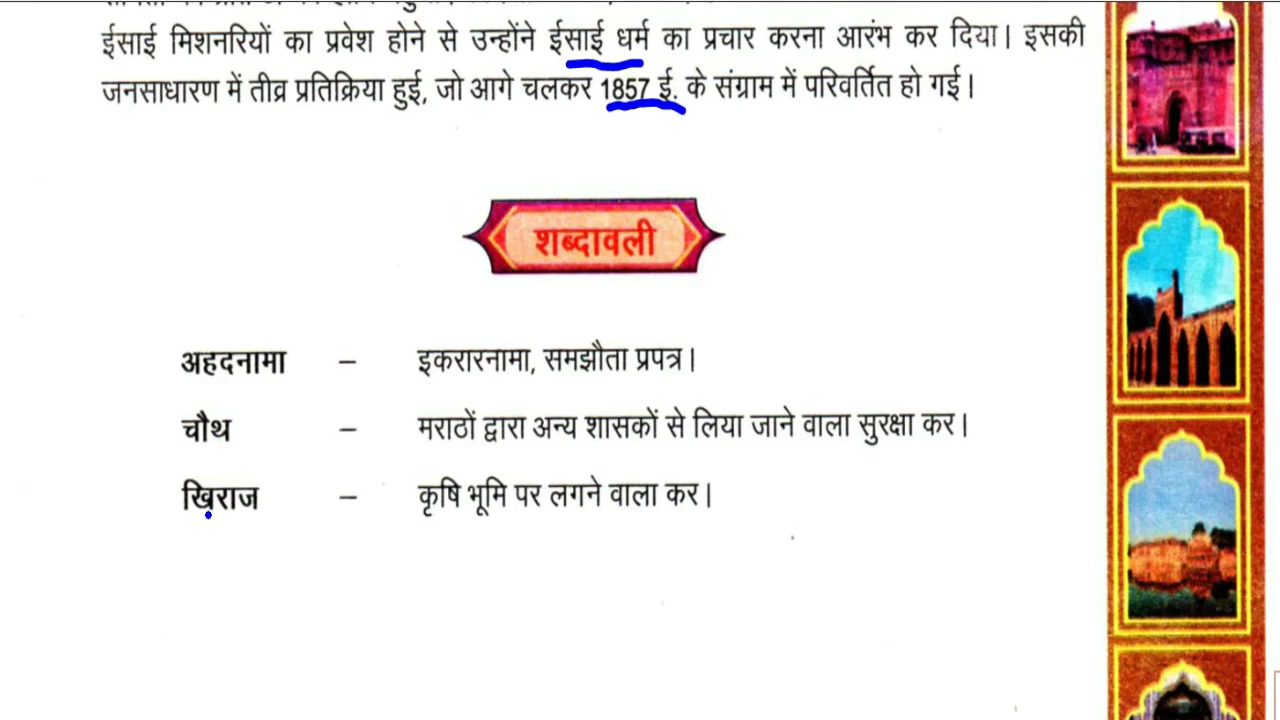 ईसाई मिशनरियों का प्रवेश होने से उन्होंने ईसाई धर्म का प्रचार करना आरंभ कर दिया। इसकी
जनसाधारण में तीव्र प्रतिक्रिया हुई, जो आगे चलकर 1857 ई. के संग्राम में परिवर्तित हो गई।
शब्दावली
अहदनामा – इकरारनामा, समझौता प्रपत्र।
चौथ – मराठों द्वारा अन्य शासकों से लिया जाने वाला सुरक्षा कर।
खिराज – कृषि भूमि पर लगने वाला कर।